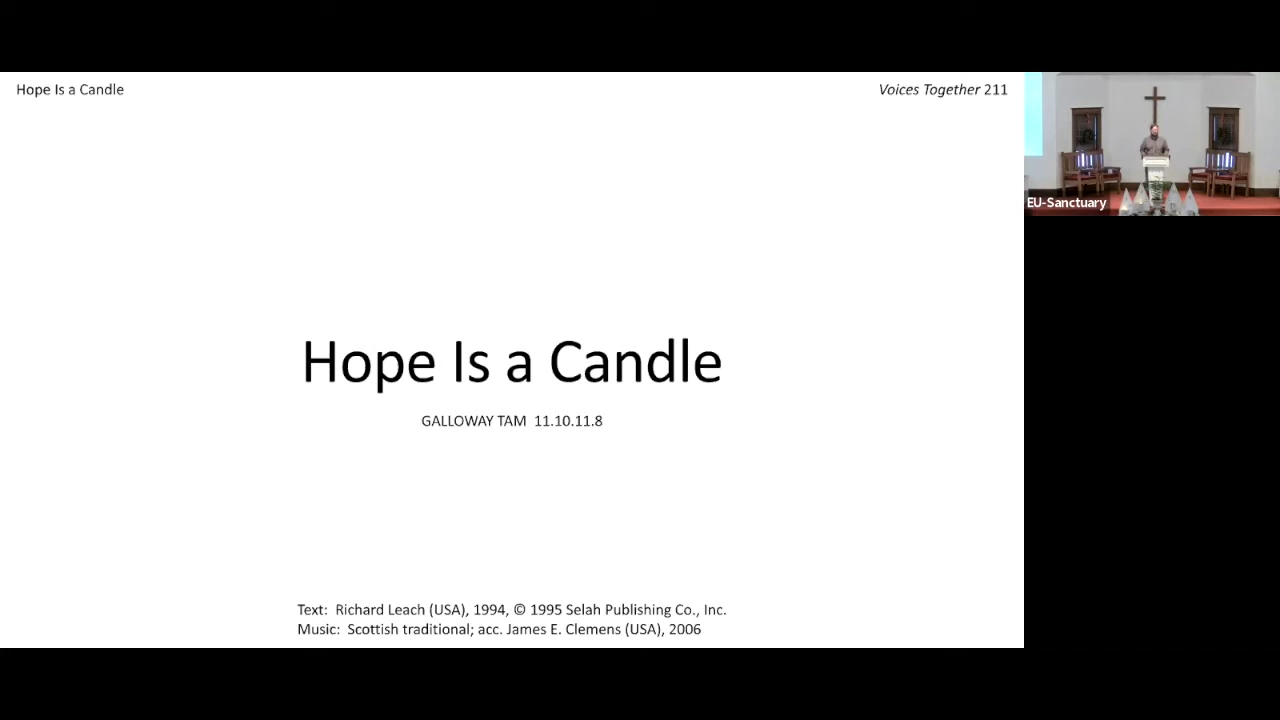 Hope Is a Candle
Voices Together 211
EU-Sanctuary
Hope Is a Candle
GALLOWAY TAM 11.10.11.8
Text: Richard Leach (USA), 1994, © 1995 Selah Publishing Co., Inc.
Music: Scottish traditional; acc. James E. Clemens (USA), 2006